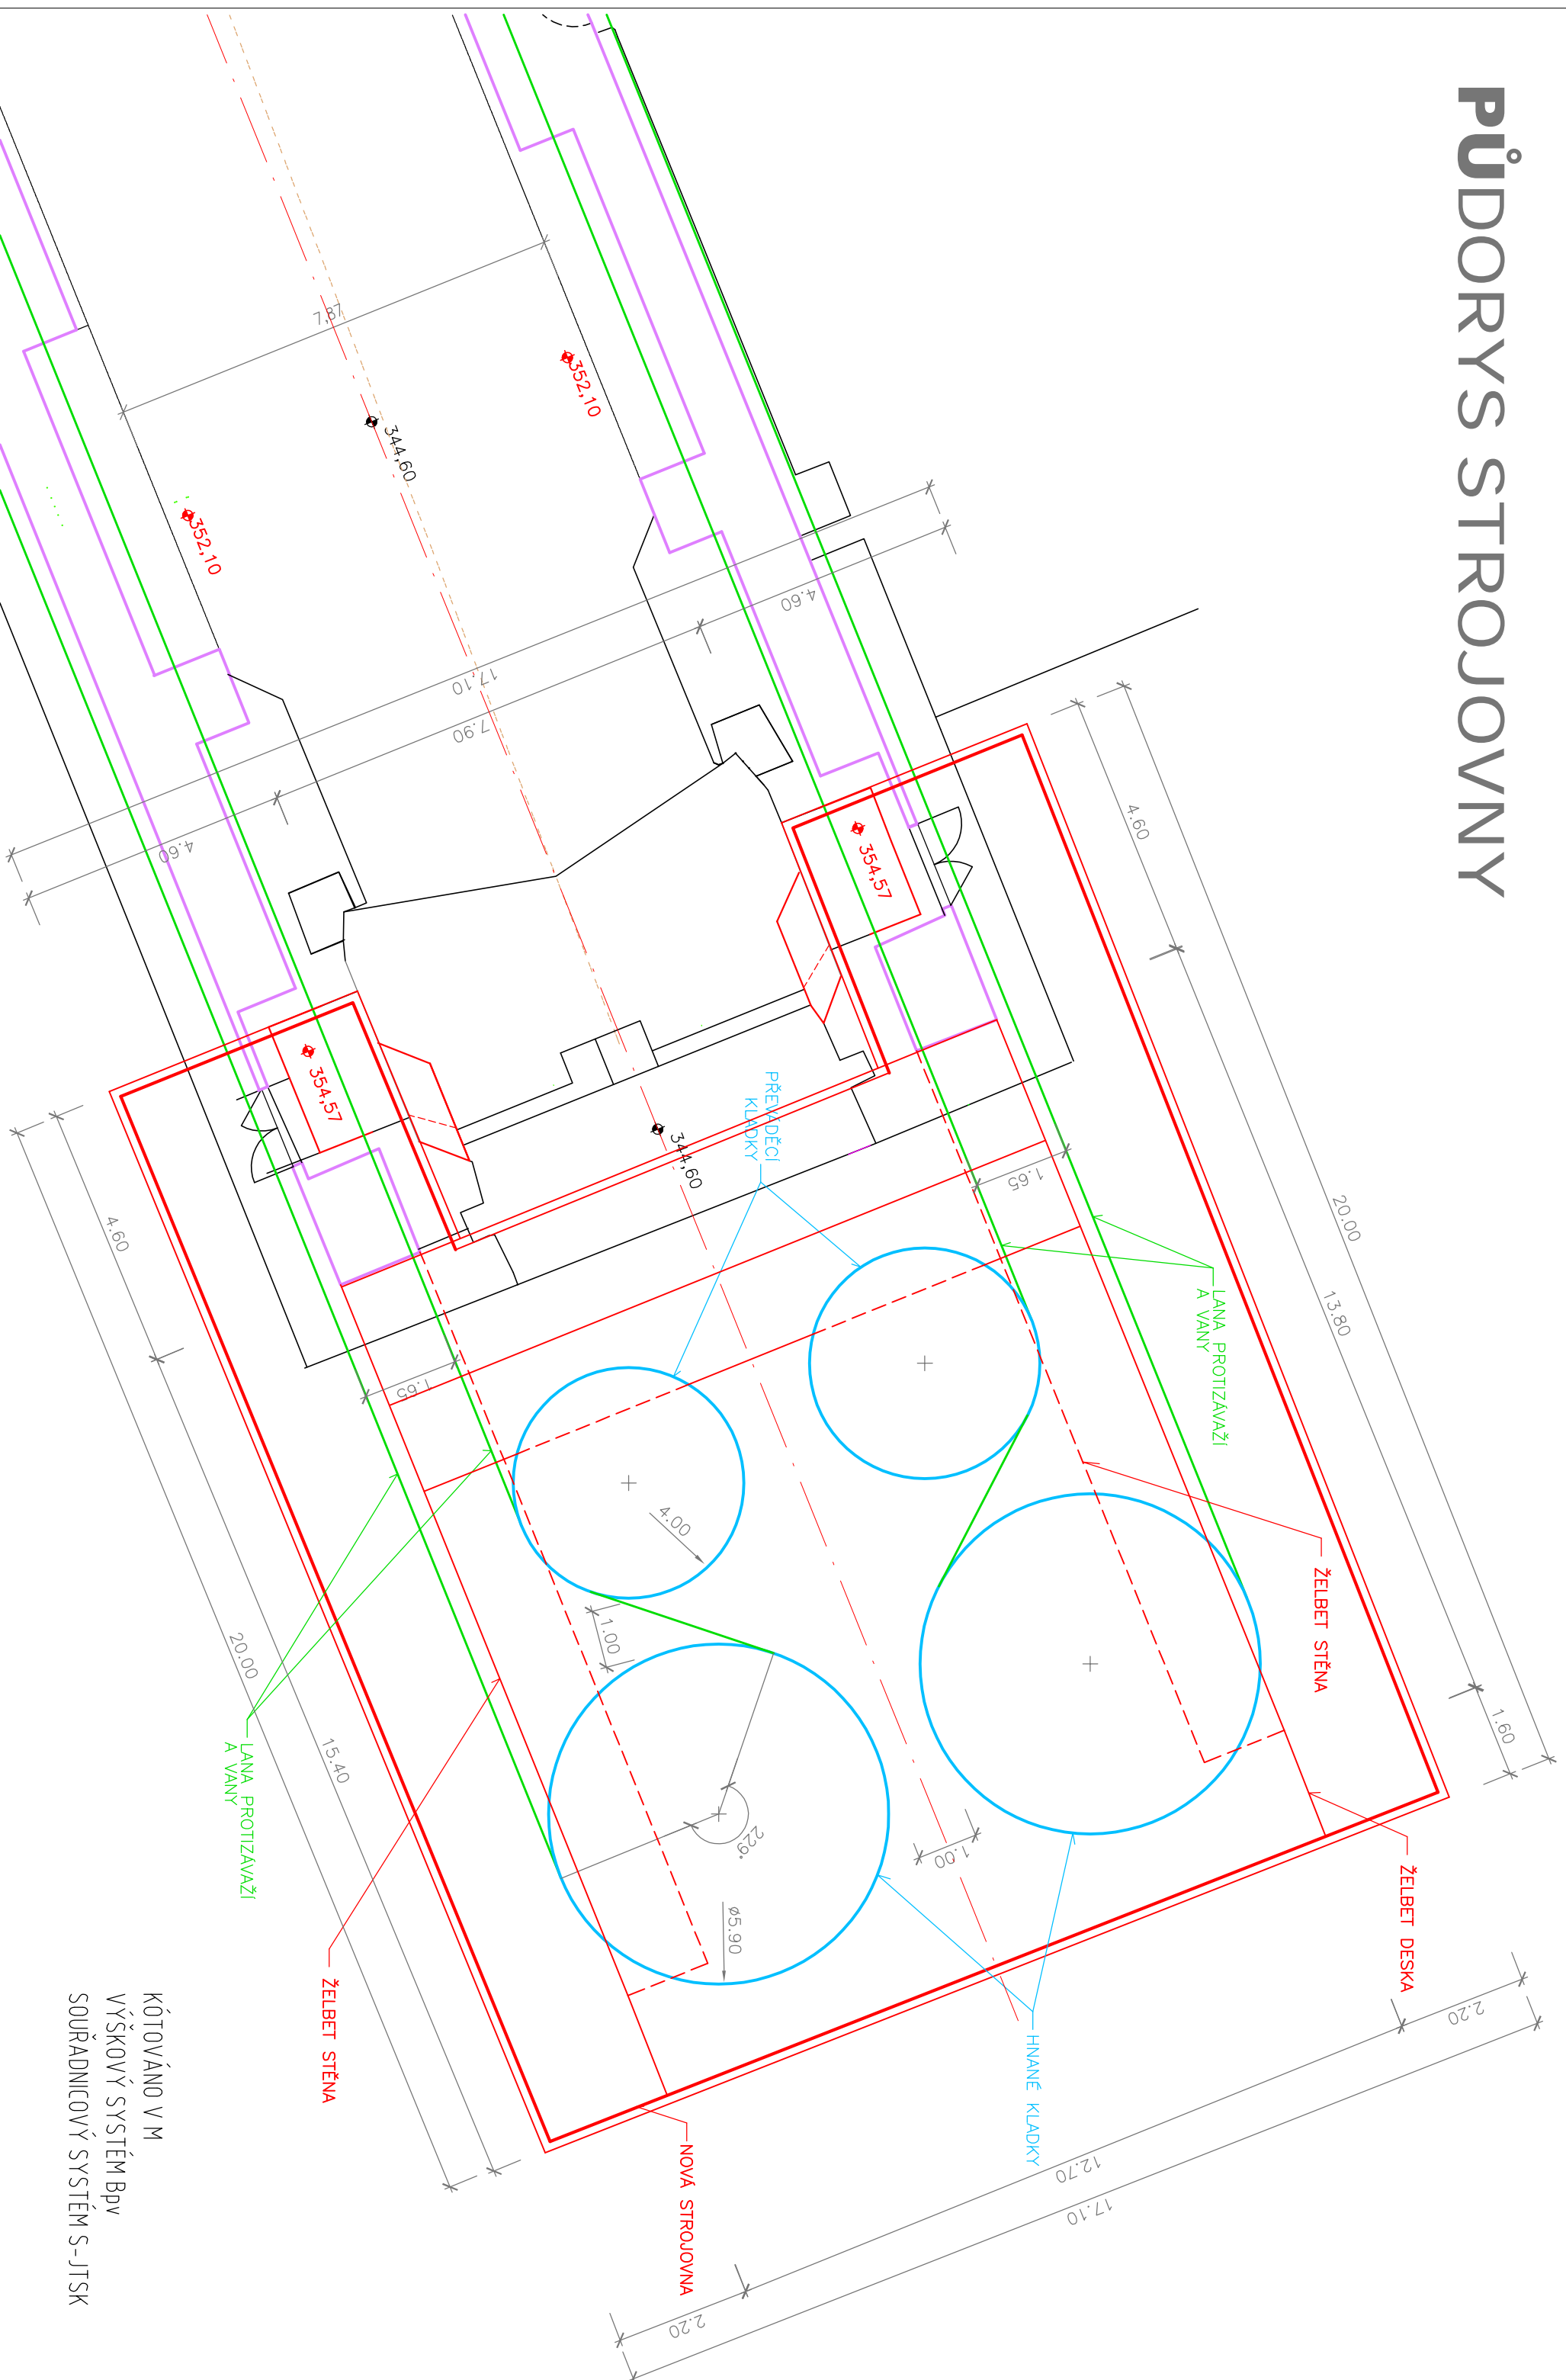 PŮDORYS STROJOVNY
7,87
352,10
344,60
352,10
4.60
17.10
7.90
4.60
354,57
354,57
344,60
4.60
20.00
13.80
1.60
PŘEVÁDĚCÍ
KLADKY
1.65
LANA PROTIZÁVAŽÍ
A VANY
ŽELBET STĚNA
ŽELBET DESKA
1.65
4.00
1.00
229°
ø5.90
1.00
HNANÉ KLADKY
4.60
20.00
15.40
LANA PROTIZÁVAŽÍ
A VANY
ŽELBET STĚNA
NOVÁ STROJOVNA
2.20
12.70
17.10
2.20
KÓTOVÁNO V M
VÝŠKOVÝ SYSTÉM Bpv
SOUŘADNICOVÝ SYSTÉM S-JTSK